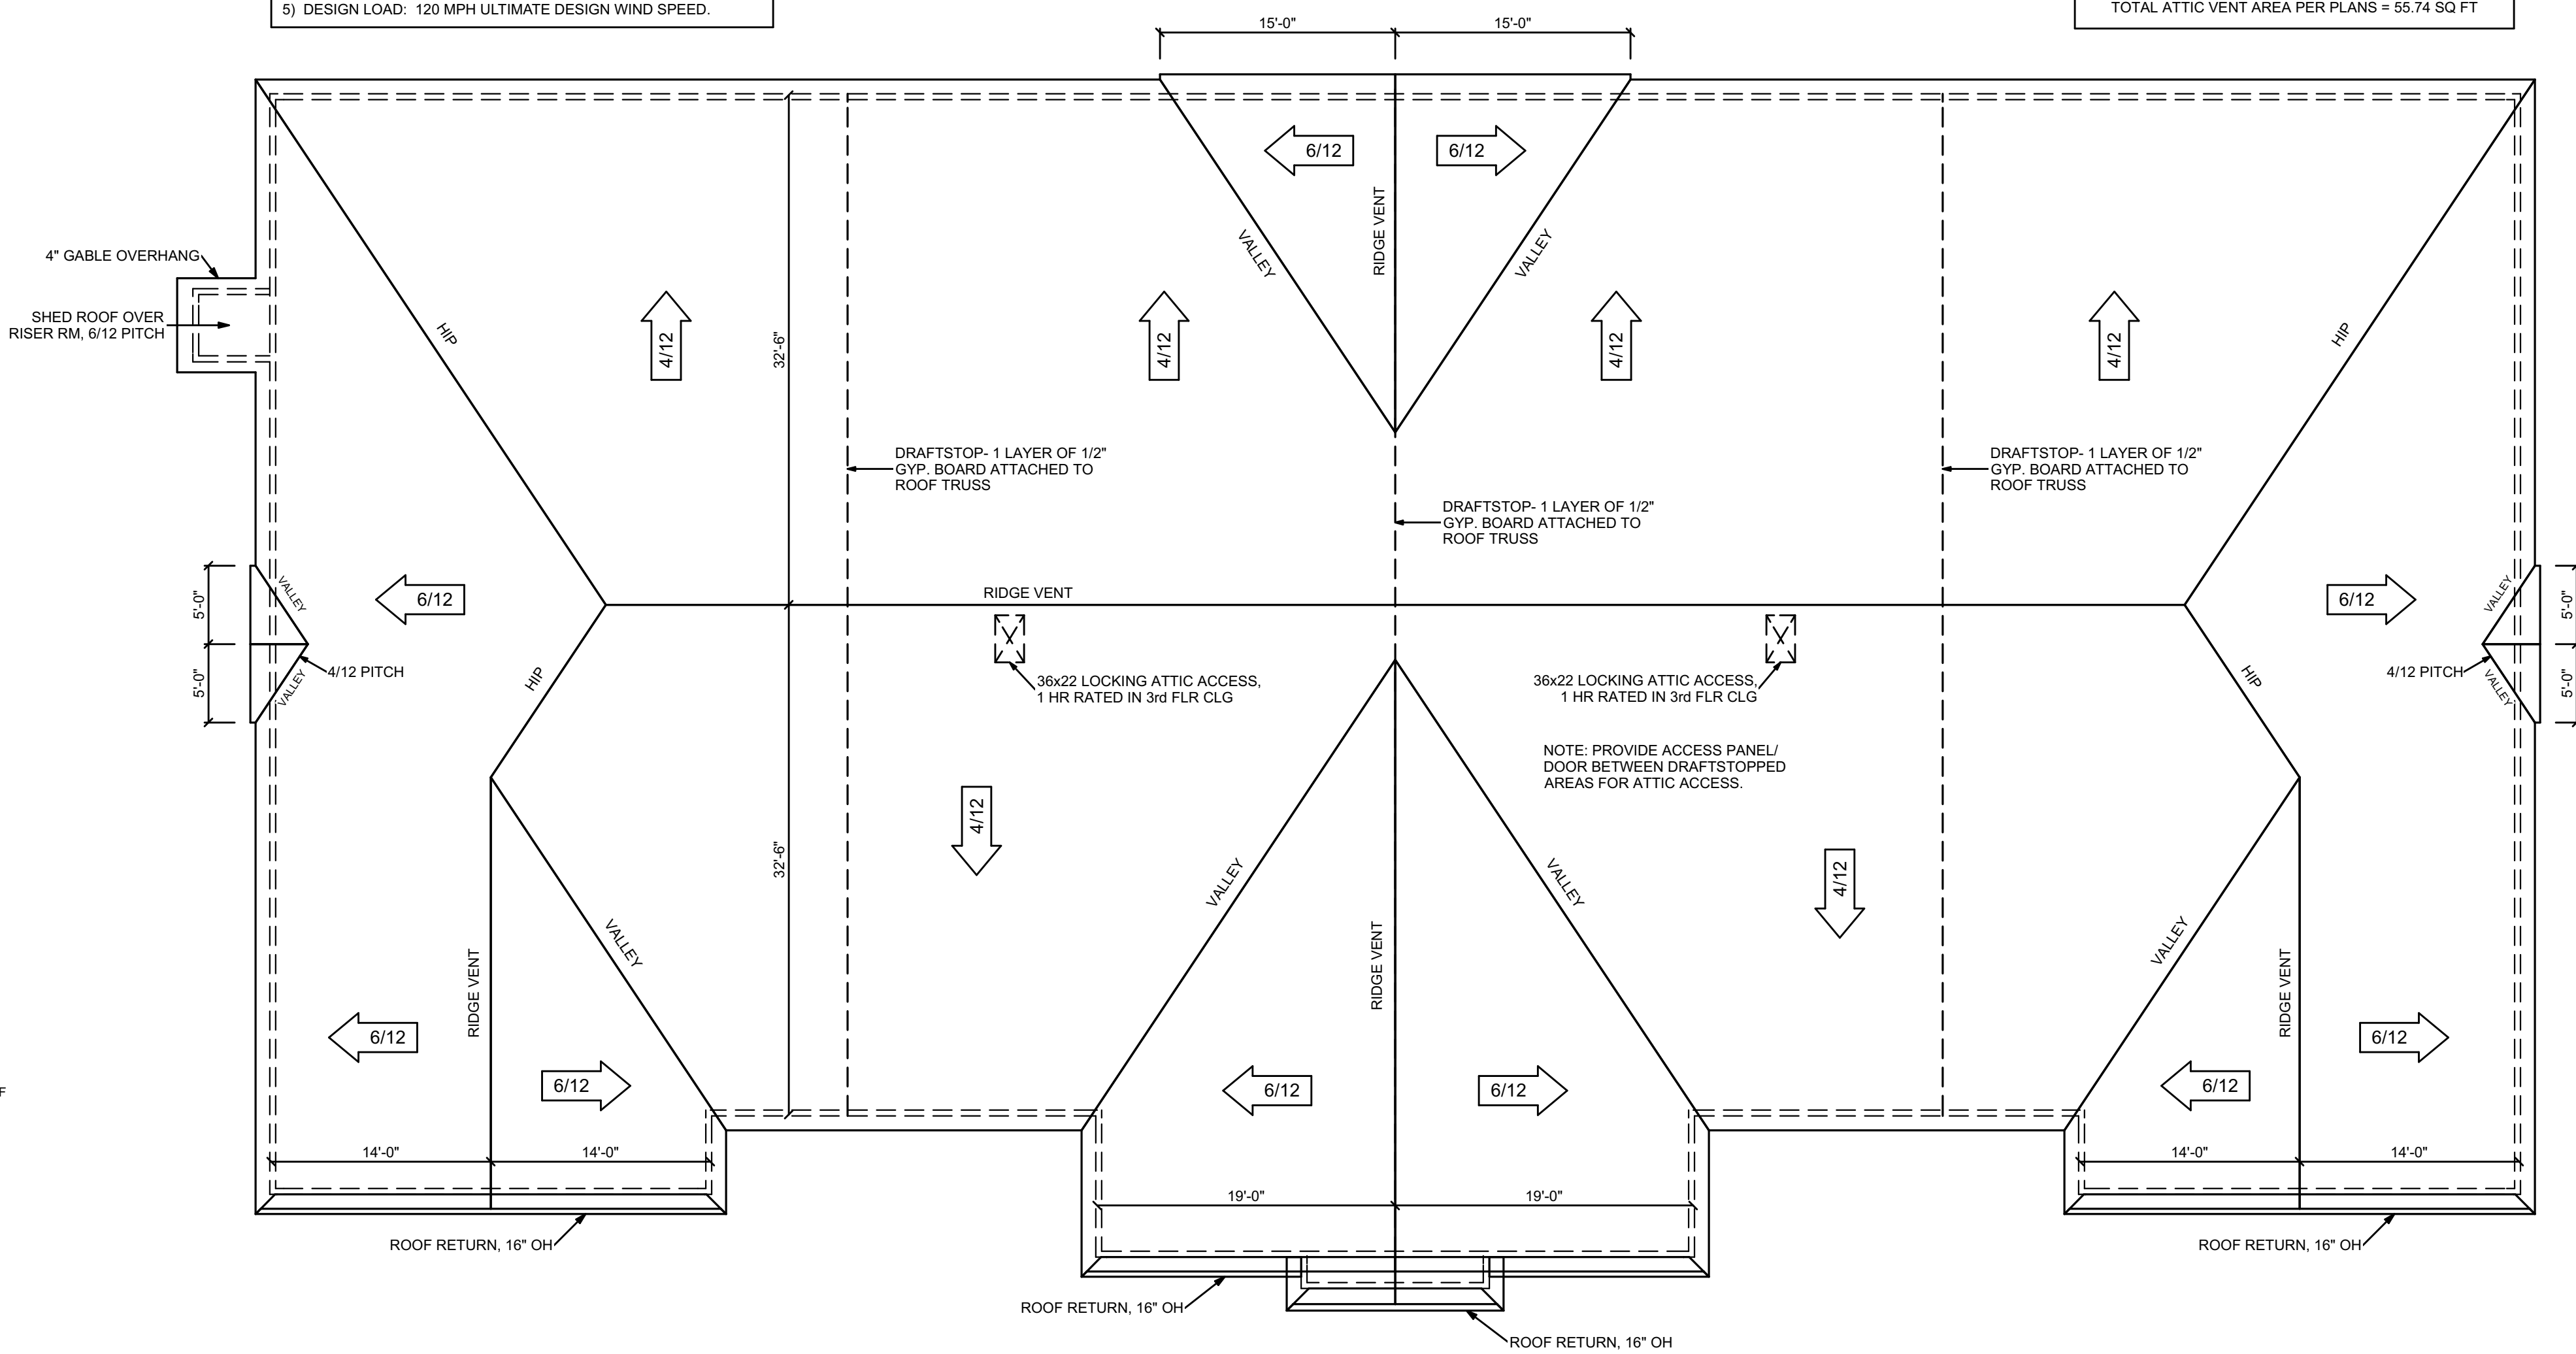 5) DESIGN LOAD: 120 MPH ULTIMATE DESIGN WIND SPEED.
TOTAL ATTIC VENT AREA PER PLANS = 55.74 SQ FT
15'-0"
15'-0"
6/12
6/12
RIDGE VENT
VALLEY
VALLEY
4" GABLE OVERHANG
SHED ROOF OVER
RISER RM, 6/12 PITCH
HIP
4/12
32'-6"
4/12
4/12
4/12
HIP
DRAFTSTOP- 1 LAYER OF 1/2"
GYP. BOARD ATTACHED TO
ROOF TRUSS
DRAFTSTOP- 1 LAYER OF 1/2"
GYP. BOARD ATTACHED TO
ROOF TRUSS
DRAFTSTOP- 1 LAYER OF 1/2"
GYP. BOARD ATTACHED TO
ROOF TRUSS
5'-0"
5'-0"
VALLEY
VALLEY
6/12
4/12 PITCH
HIP
RIDGE VENT
36x22 LOCKING ATTIC ACCESS,
1 HR RATED IN 3rd FLR CLG
36x22 LOCKING ATTIC ACCESS,
1 HR RATED IN 3rd FLR CLG
6/12
VALLEY
VALLEY
4/12 PITCH
HIP
5'-0"
5'-0"
NOTE: PROVIDE ACCESS PANEL/
DOOR BETWEEN DRAFTSTOPPED
AREAS FOR ATTIC ACCESS.
4/12
32'-6"
VALLEY
VALLEY
4/12
RIDGE VENT
VALLEY
RIDGE VENT
VALLEY
RIDGE VENT
6/12
6/12
6/12
6/12
6/12
6/12
F
14'-0"
14'-0"
19'-0"
19'-0"
14'-0"
14'-0"
ROOF RETURN, 16" OH
ROOF RETURN, 16" OH
ROOF RETURN, 16" OH
ROOF RETURN, 16" OH